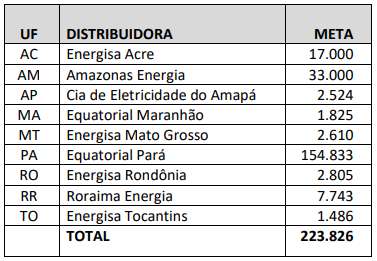 UF DISTRIBUIDORA META
AC Energisa Acre 17.000
AM Amazonas Energia 33.000
AP Cia de Eletricidade do Amapá 2.524
MA Equatorial Maranhão 1.825
MT Energisa Mato Grosso 2.610
PA Equatorial Pará 154.833
RO Energisa Rondônia 2.805
RR Roraima Energia 7.743
TO Energisa Tocantins 1.486
TOTAL 223.826